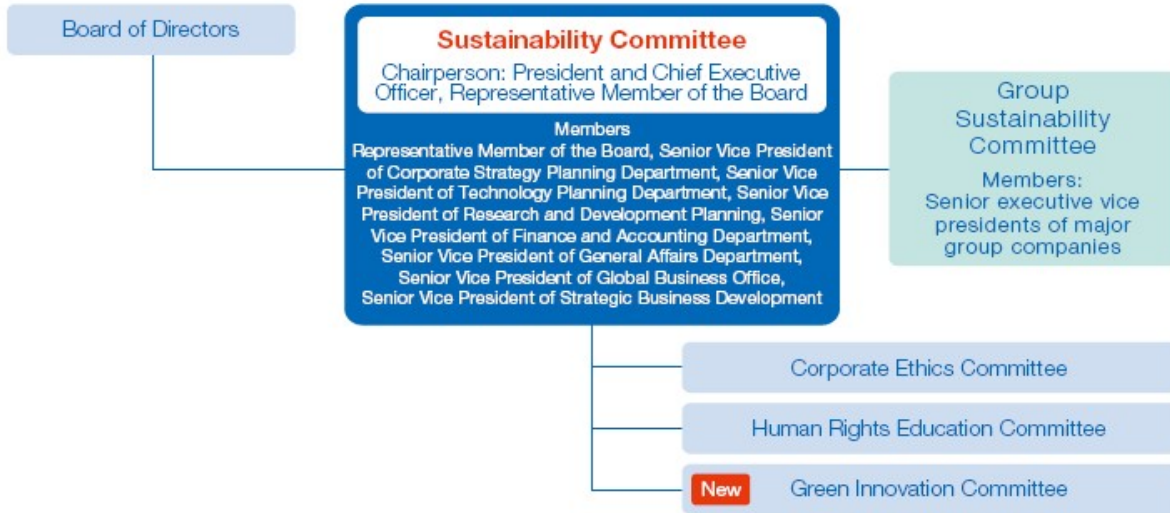 Board of Directors
Sustainability Committee
Chairperson: President and Chief Executive
Officer, Representative Member of the Board
Members
Representative Member of the Board, Senior Vice President
of Corporate Strategy Planning Department, Senior Vice
President of Technology Planning Department, Senior Vice
President of Research and Development Planning, Senior
Vice President of Finance and Accounting Department,
Senior Vice President of General Affairs Department,
Senior Vice President of Global Business Office,
Senior Vice President of Strategic Business Development
Group
Sustainability
Committee
Members:
Senior executive vice
presidents of major
group companies
Corporate Ethics Committee
Human Rights Education Committee
New Green Innovation Committee